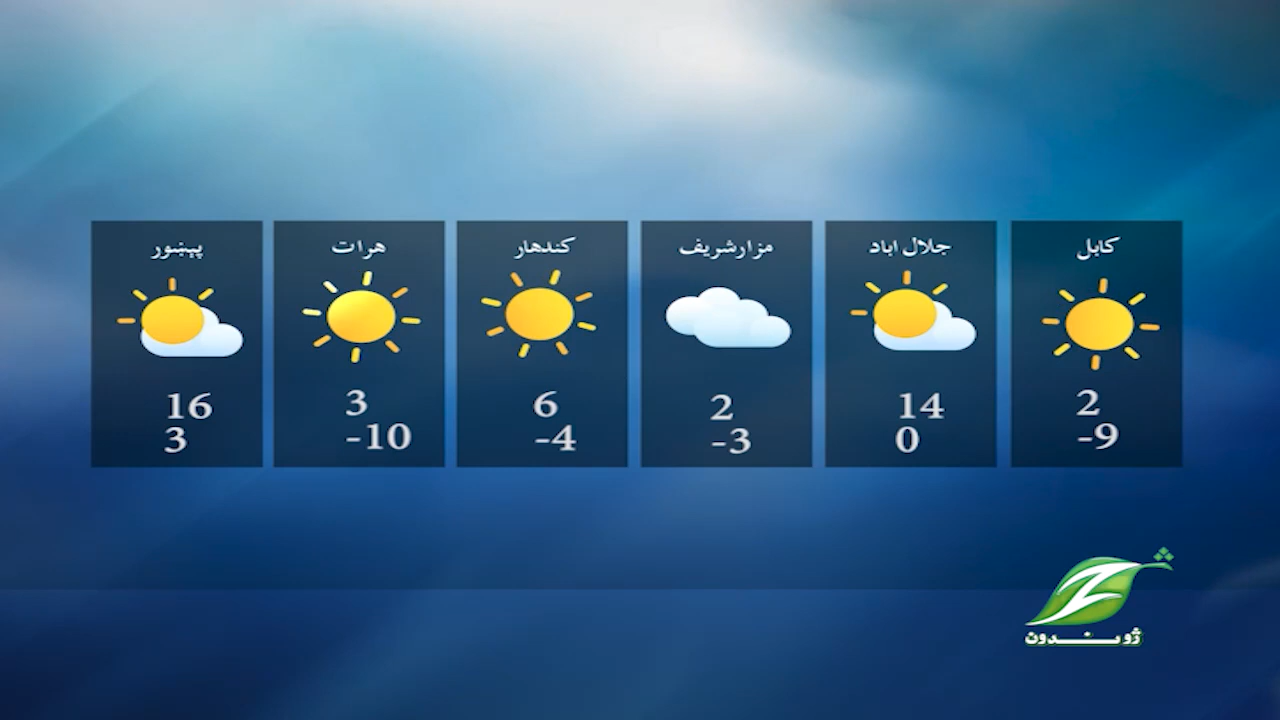 کابل
2
-9
جلال اباد
14
0
مزارشریف
2
-3
کندهار
6
-4
هرات
3
-10
پېښور
16
3
ژوندون